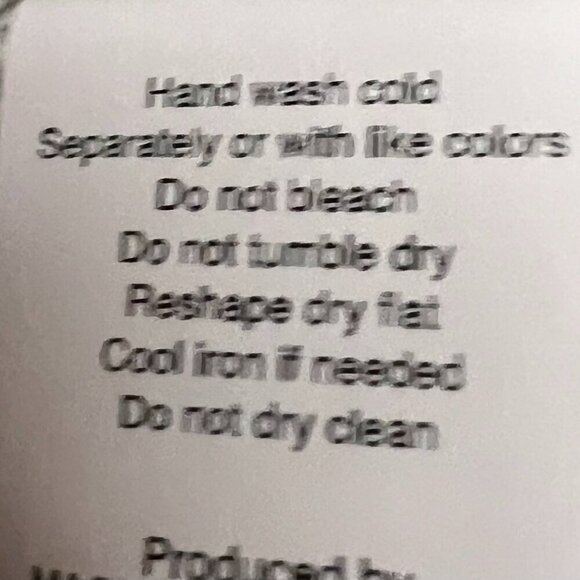 Hand wash cold
Separately or with like colors
Do not bleach
Do not tumble dry
Reshape dry flat
Cool iron if needed
Do not dry clean
Produced by